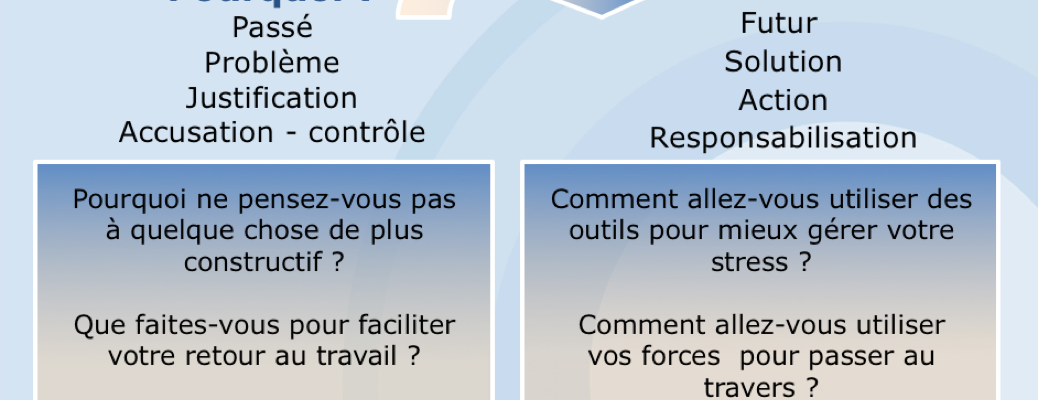 Pourquoi ?
Passé
Problème
Justification
Accusation - contrôle
Pourquoi ne pensez-vous pas
à quelque chose de plus
constructif ?
Que faites-vous pour faciliter
votre retour au travail ?
Futur
Solution
Action
Responsabilisation
Comment allez-vous utiliser des
outils pour mieux gérer votre
stress ?
Comment allez-vous utiliser
vos forces  pour passer au
travers ?